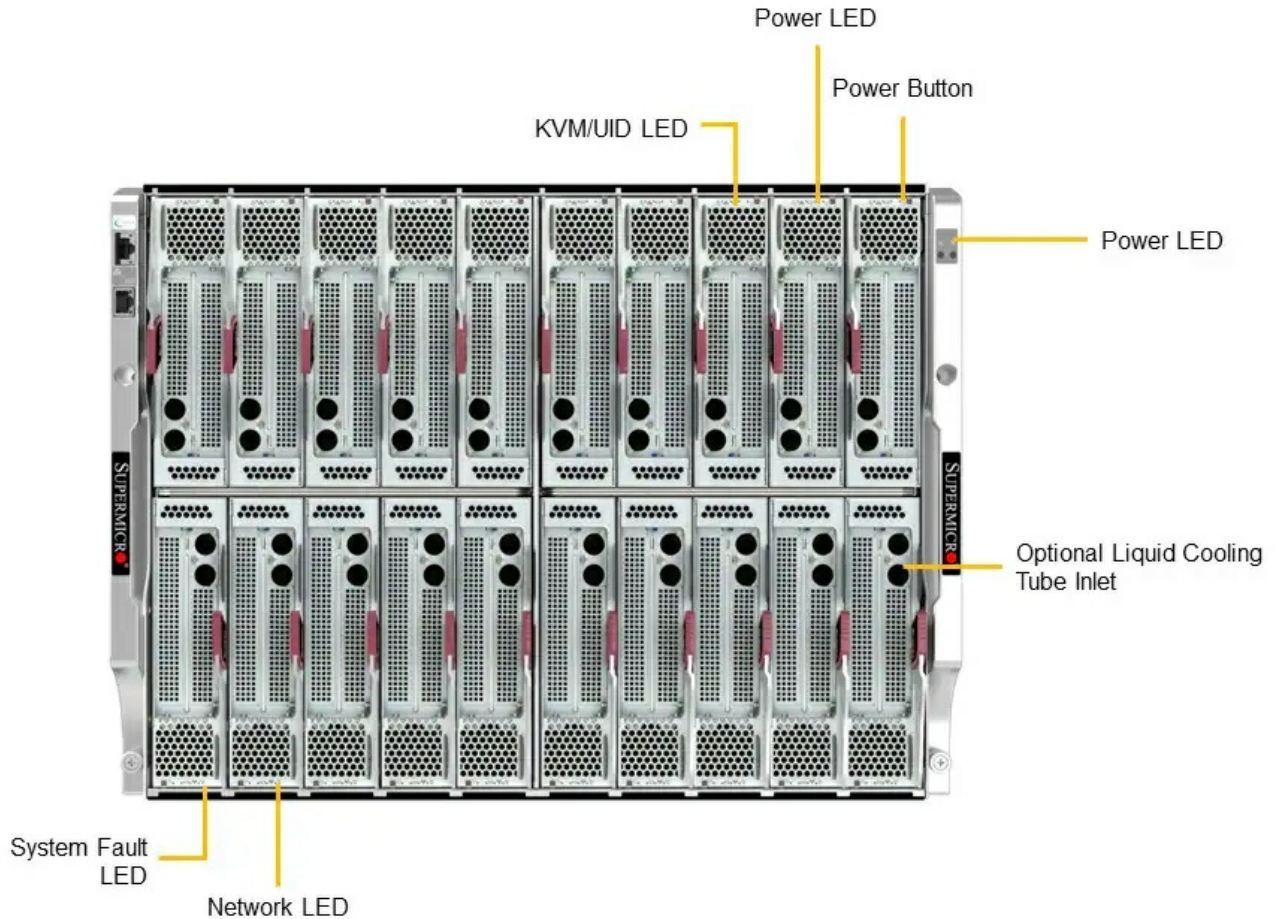 Power LED
Power Button
KVM/UID LED
Power LED
SUPERMICRO
SUPERMICRO
Optional Liquid Cooling
Tube Inlet
System Fault
LED
Network LED